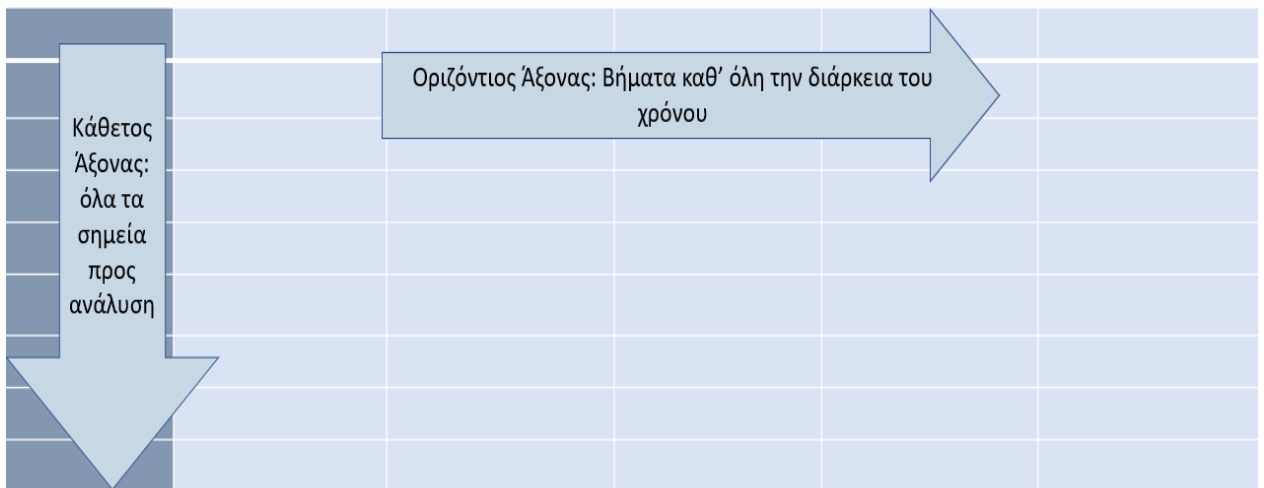 Οριζόντιος Άξονας: Βήματα καθ’ όλη την διάρκεια του
χρόνου
Κάθετος
Άξονας:
όλα τα
σημεία
προς
ανάλυση